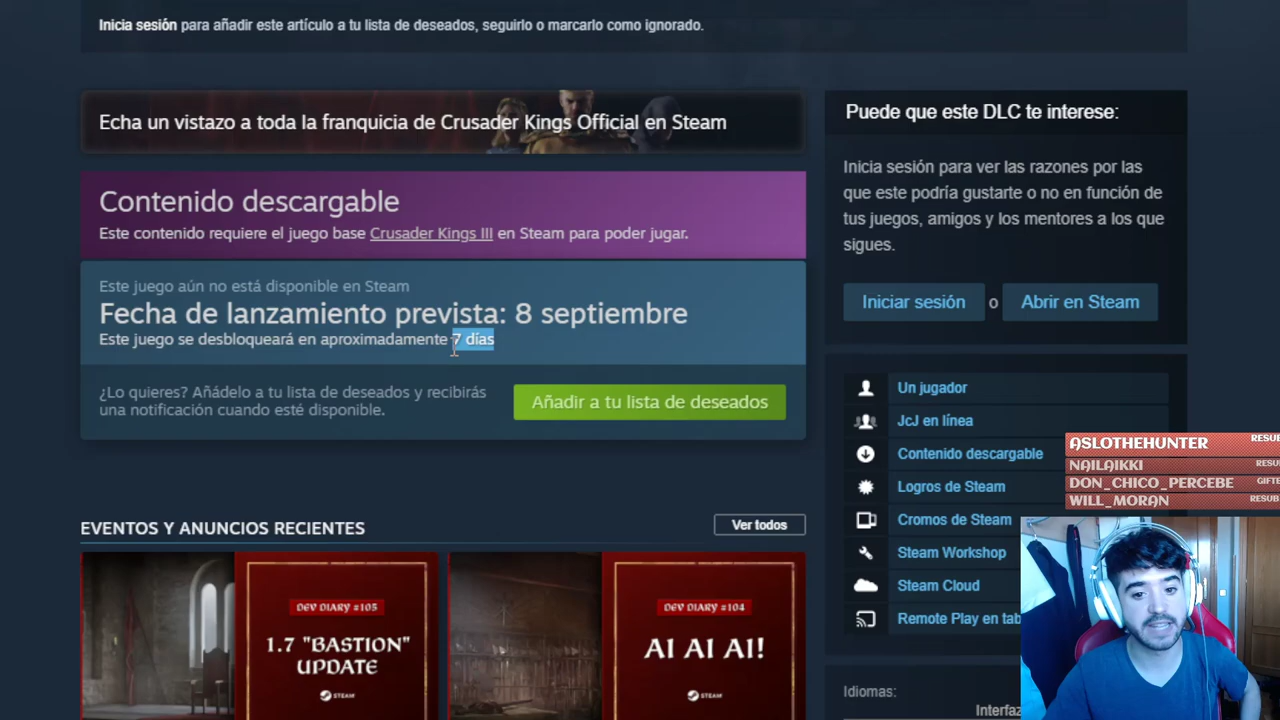 Inicia sesión para añadir este artículo a tu lista de deseados, seguirlo o marcarlo como ignorado.
Echa un vistazo a toda la franquicia de Crusader Kings Official en Steam
Contenido descargable
Este contenido requiere el juego base Crusader Kings III en Steam para poder jugar.
Este juego aún no está disponible en Steam
Fecha de lanzamiento prevista: 8 septiembre
Este juego se desbloqueará en aproximadamente 7 días
¿Lo quieres? Añádelo a tu lista de deseados y recibirás
una notificación cuando esté disponible.
Añadir a tu lista de deseados
EVENTOS Y ANUNCIOS RECIENTES
Ver todos
DEV DIARY #105
1.7 "BASTION"
UPDATE
STEAM
DEV DIARY #104
AI AI AI!
STEAM
Puede que este DLC te interese:
Inicia sesión para ver las razones por las
que este podría gustarte o no en función de
tus juegos, amigos y los mentores a los que
sigues.
Iniciar sesión o Abrir en Steam
Un jugador
JcJ en línea
Contenido descargable
Logros de Steam
Cromos de Steam
Steam Workshop
Steam Cloud
Remote Play en tab
Idiomas:
Interfaz
ASLOTHEHUNTER RESUB
NAILAIKKI RESU
DON_CHICO_PERCEBE GIFTE
WILL_MORAN RESUB